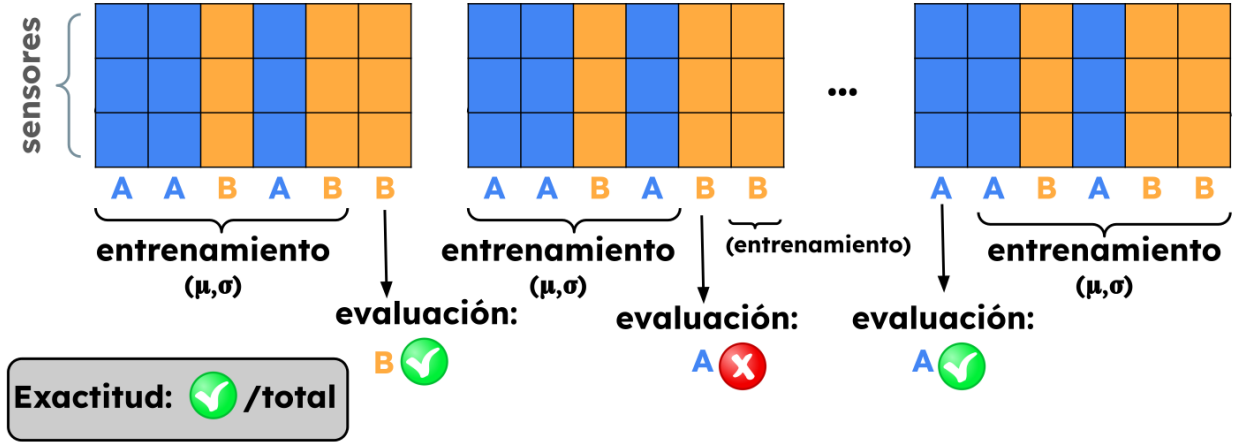 sensores
A A B A B B
A A B A B B
...
A A B A B B
entrenamiento
(μ,σ)
entrenamiento
(μ,σ)
(entrenamiento)
entrenamiento
(μ,σ)
evaluación:
B
evaluación:
A
evaluación:
A
Exactitud: /total